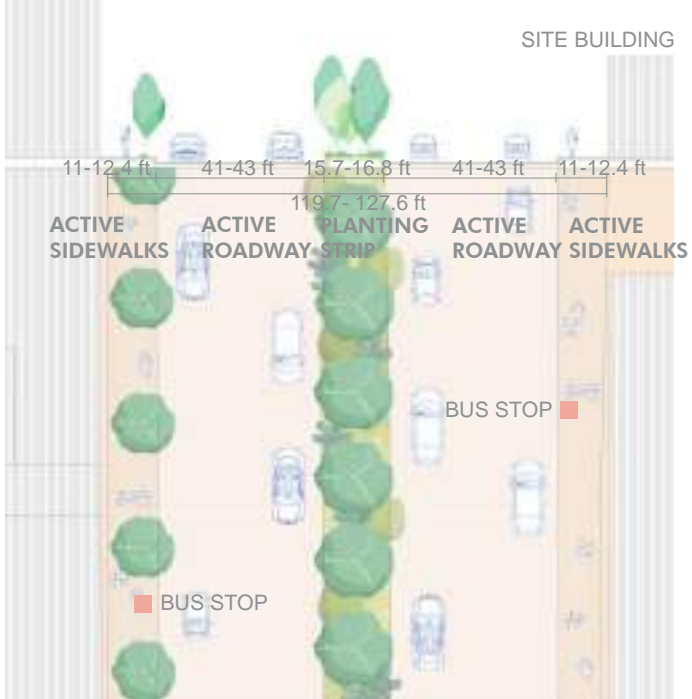 SITE BUILDING
11-12.4 ft
41-43 ft
15.7-16.8 ft
41-43 ft
11-12.4 ft
119.7- 127.6 ft
ACTIVE
SIDEWALKS
ACTIVE
ROADWAY
PLANTING
STRIP
ACTIVE
ROADWAY
ACTIVE
SIDEWALKS
BUS STOP
BUS STOP